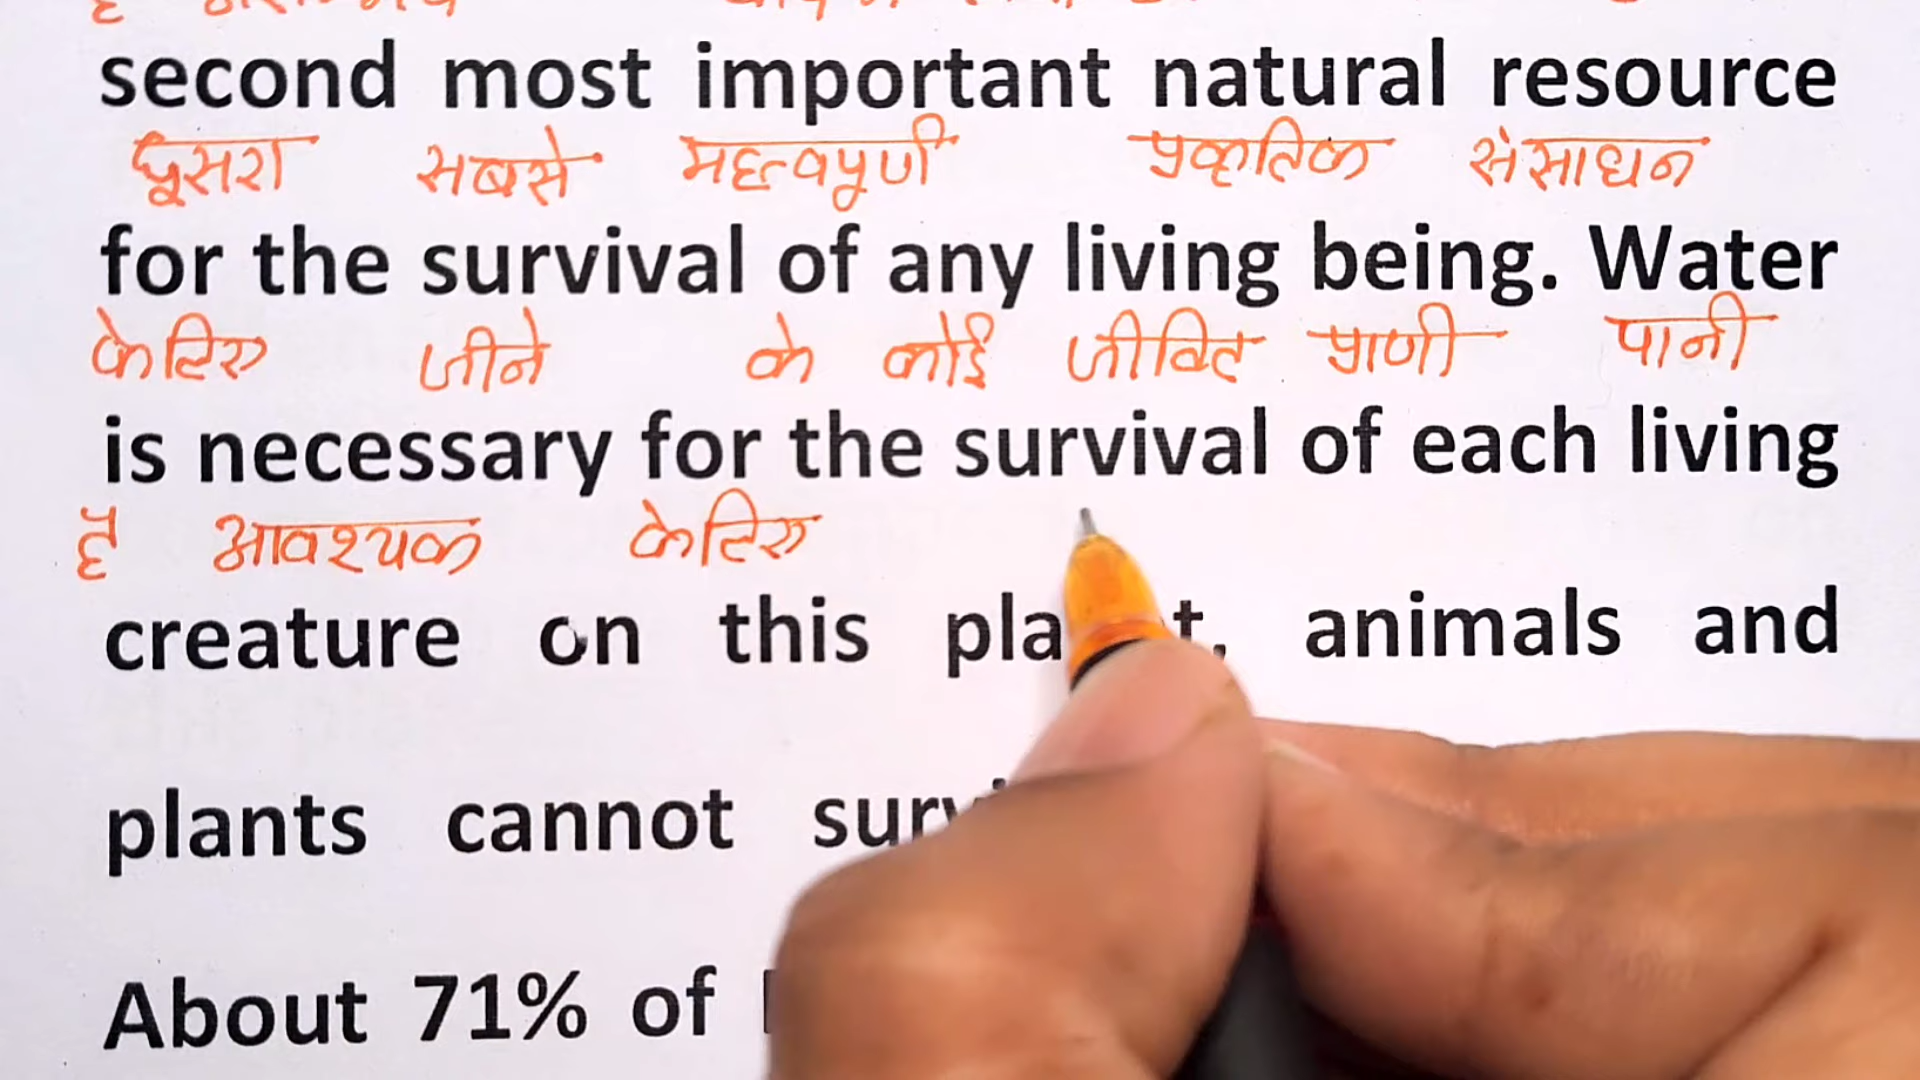 है
second most important natural resource
दूसरा सबसे महत्वपूर्ण प्रकृतिक संसाधन
for the survival of any living being. Water
के लिए जीने के कोई जीवित प्राणी पानी
is necessary for the survival of each living
है आवश्यक के लिए
creature on this animals and
plants cannot
About 71% of